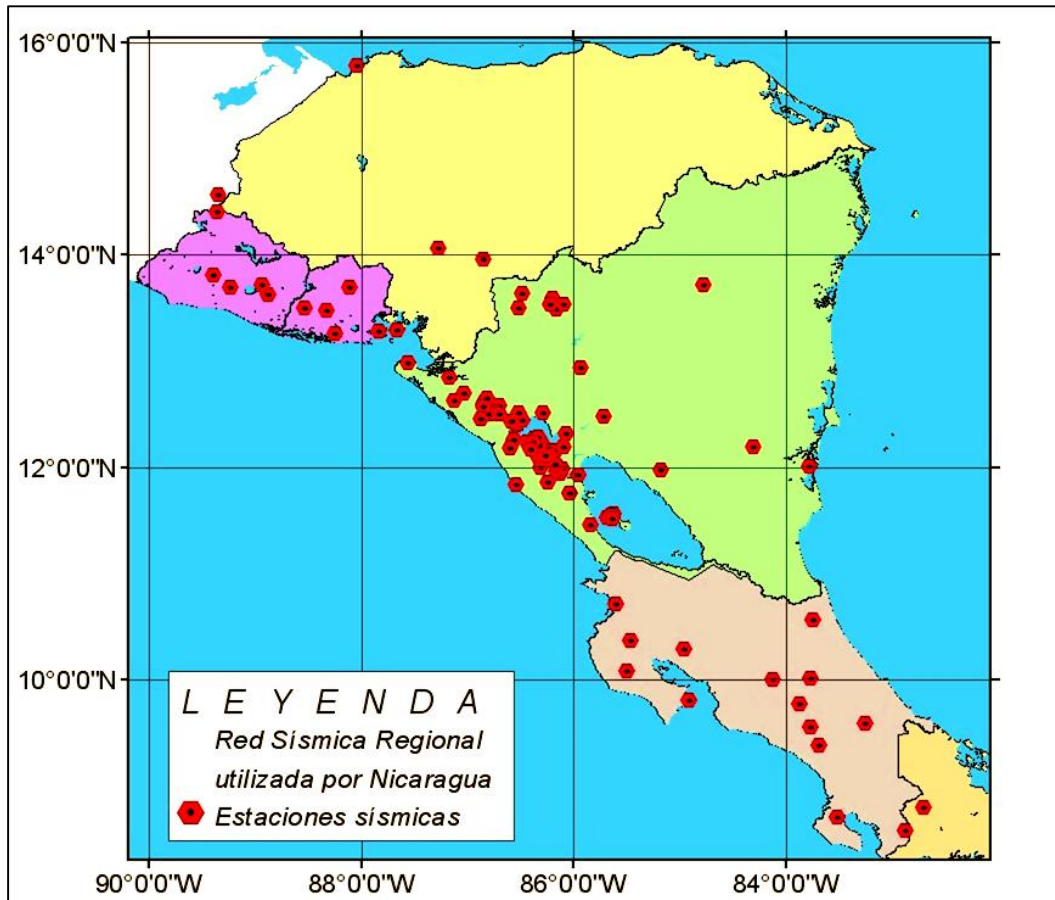 16°0'0"N
14°0'0"N
12°0'0"N
10°0'0"N
L E Y E N D A
Red Sísmica Regional
utilizada por Nicaragua
Estaciones sísmicas
90°0'0"W 88°0'0"W 86°0'0"W 84°0'0"W